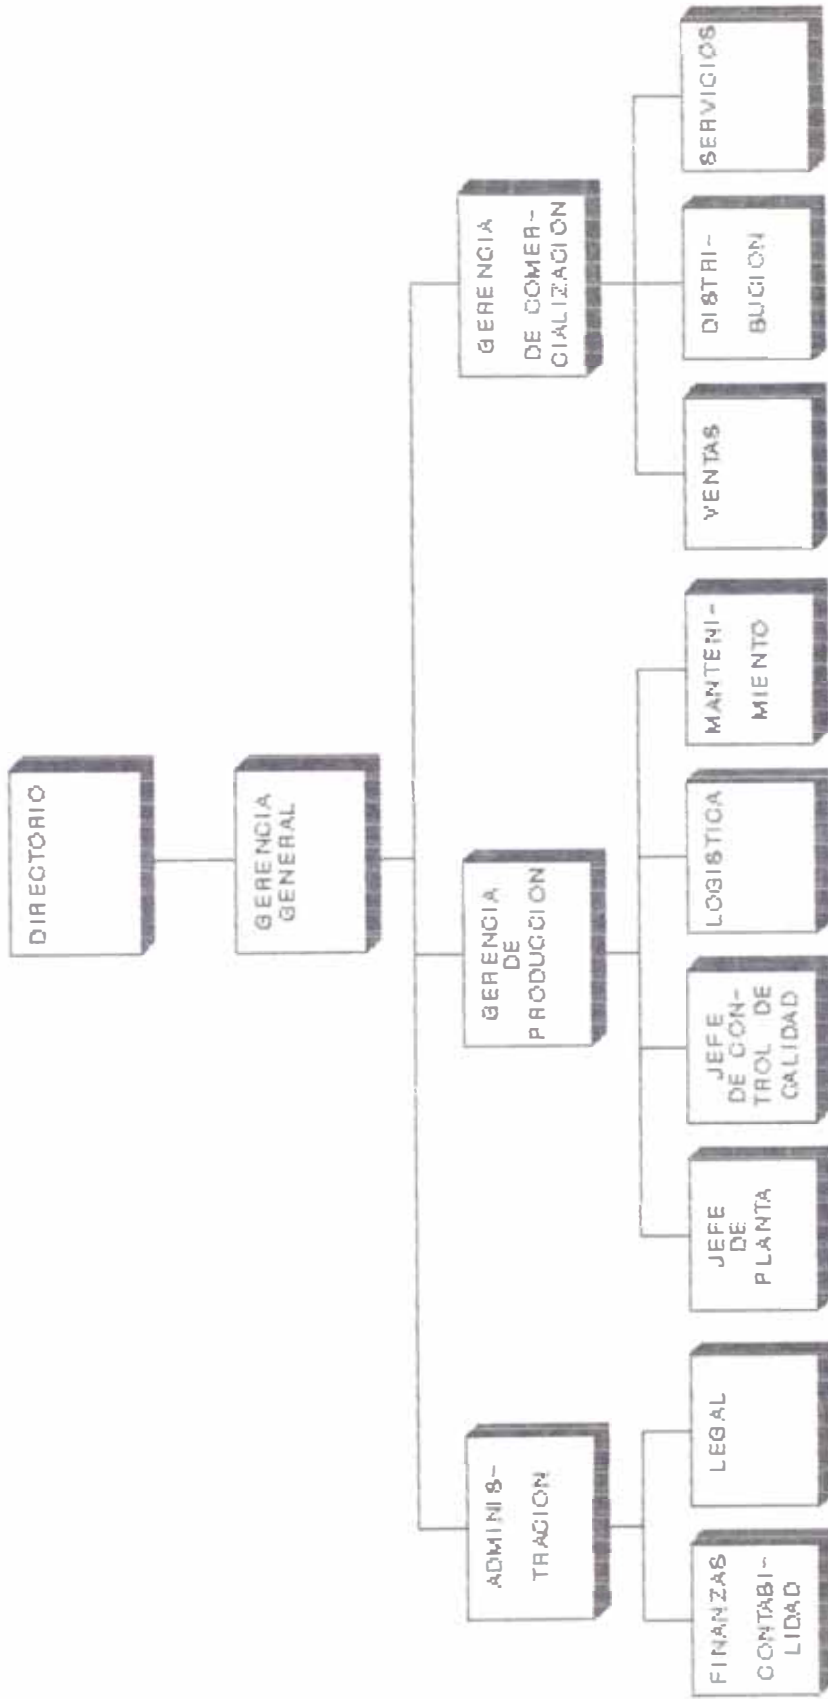 DIRECTORIO
GERENCIA
GENERAL
ADMINIS-
TRACION
GERENCIA
DE
PRODUCCION
GERENCIA
DE COMER-
CIALIZACION
FINANZAS
CONTABI-
LIDAD
LEGAL
JEFE
DE
PLANTA
JEFE
DE CON-
TROL DE
CALIDAD
LOGISTICA
MANTENI-
MIENTO
VENTAS
DISTRI-
BUCION
SERVICIOS